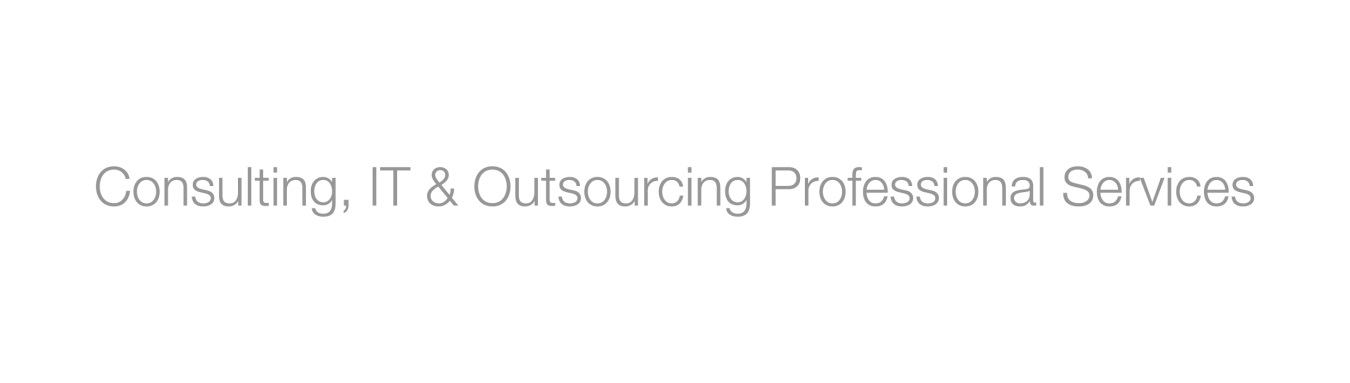 Consulting, IT & Outsourcing Professional Services